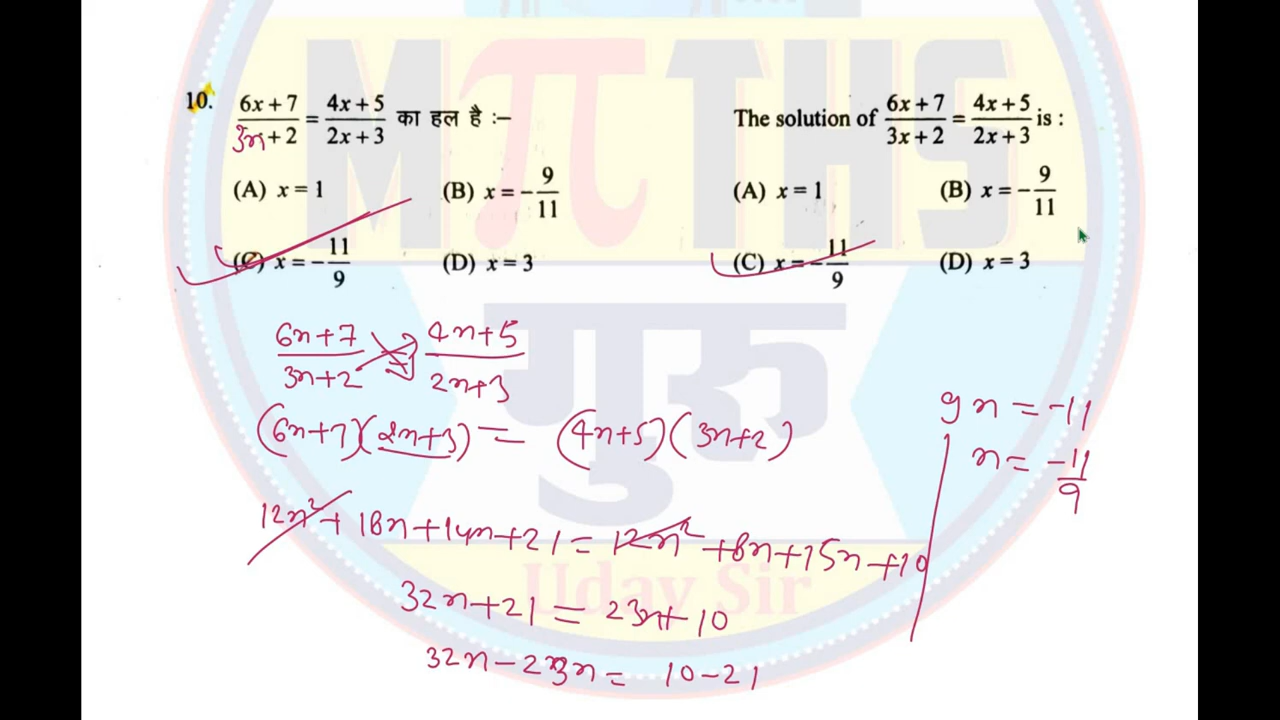 MπTHS
गुरु
Uday Sir
10. 6x + 7 / 3x + 2 = 4x + 5 / 2x + 3 का हल है :–
(A) x = 1 (B) x = – 9/11
(C) x = – 11/9 (D) x = 3
The solution of 6x + 7 / 3x + 2 = 4x + 5 / 2x + 3 is :
(A) x = 1 (B) x = – 9/11
(C) x = – 11/9 (D) x = 3
6x+7 / 3x+2 = 4x+5 / 2x+3
(6x+7)(2x+3) = (4x+5)(3x+2)
12x² + 18x + 14x + 21 = 12x² + 8x + 15x + 10
32x + 21 = 23x + 10
32x – 23x = 10 – 21
9x = -11
x = -11/9